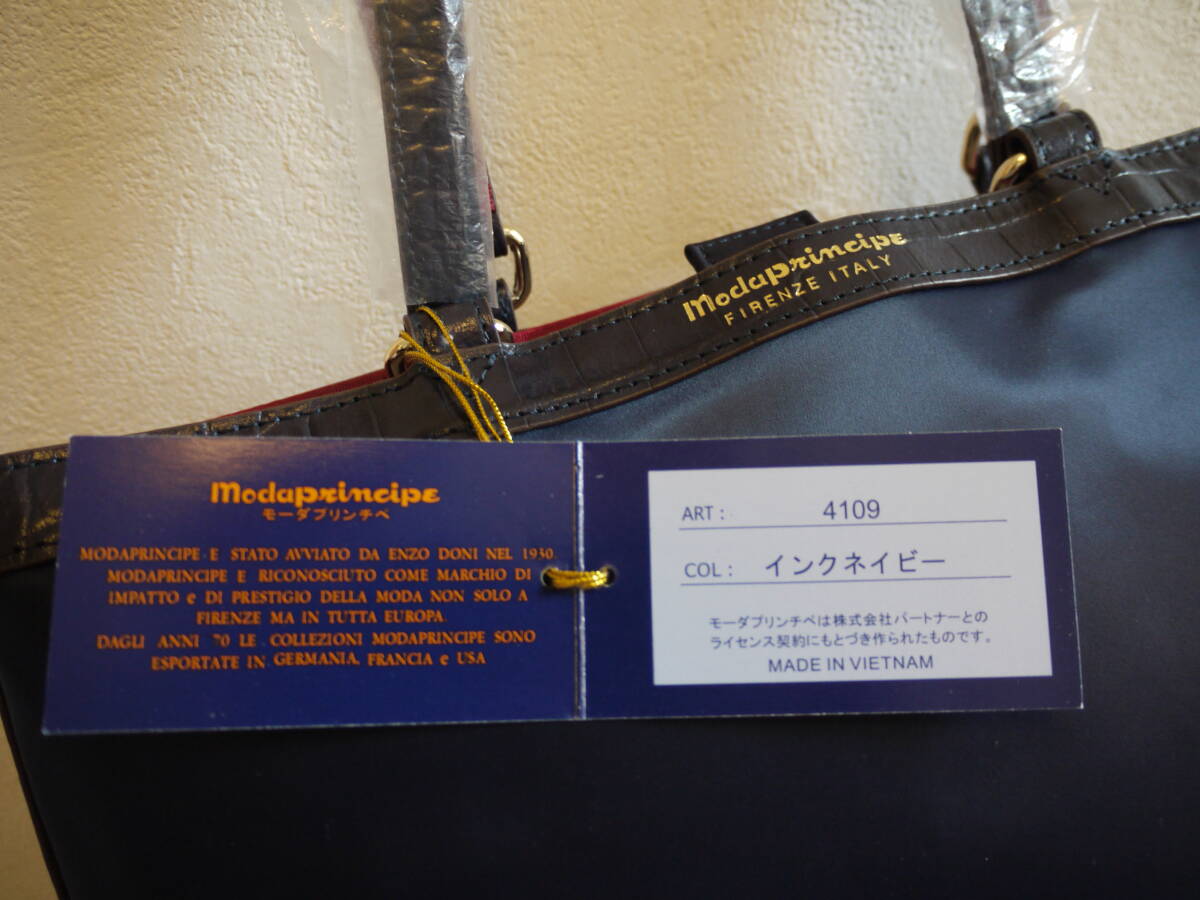 Modaprincipe
FIRENZE ITALY
Modaprincipe
モーダプリンチペ
MODAPRINCIPE E STATO AVVIATO DA ENZO DONI NEL 1930
MODAPRINCIPE E RICONOSCIUTO COME MARCHIO DI
IMPATTO e DI PRESTIGIO DELLA MODA NON SOLO A
FIRENZE MA IN TUTTA EUROPA.
DAGLI ANNI '70 LE COLLEZIONI MODAPRINCIPE SONO
ESPORTATE IN GERMANIA, FRANCIA e USA
ART: 4109
COL: インクネイビー
モーダプリンチペは株式会社パートナーとの
ライセンス契約にもとづき作られたものです。
MADE IN VIETNAM